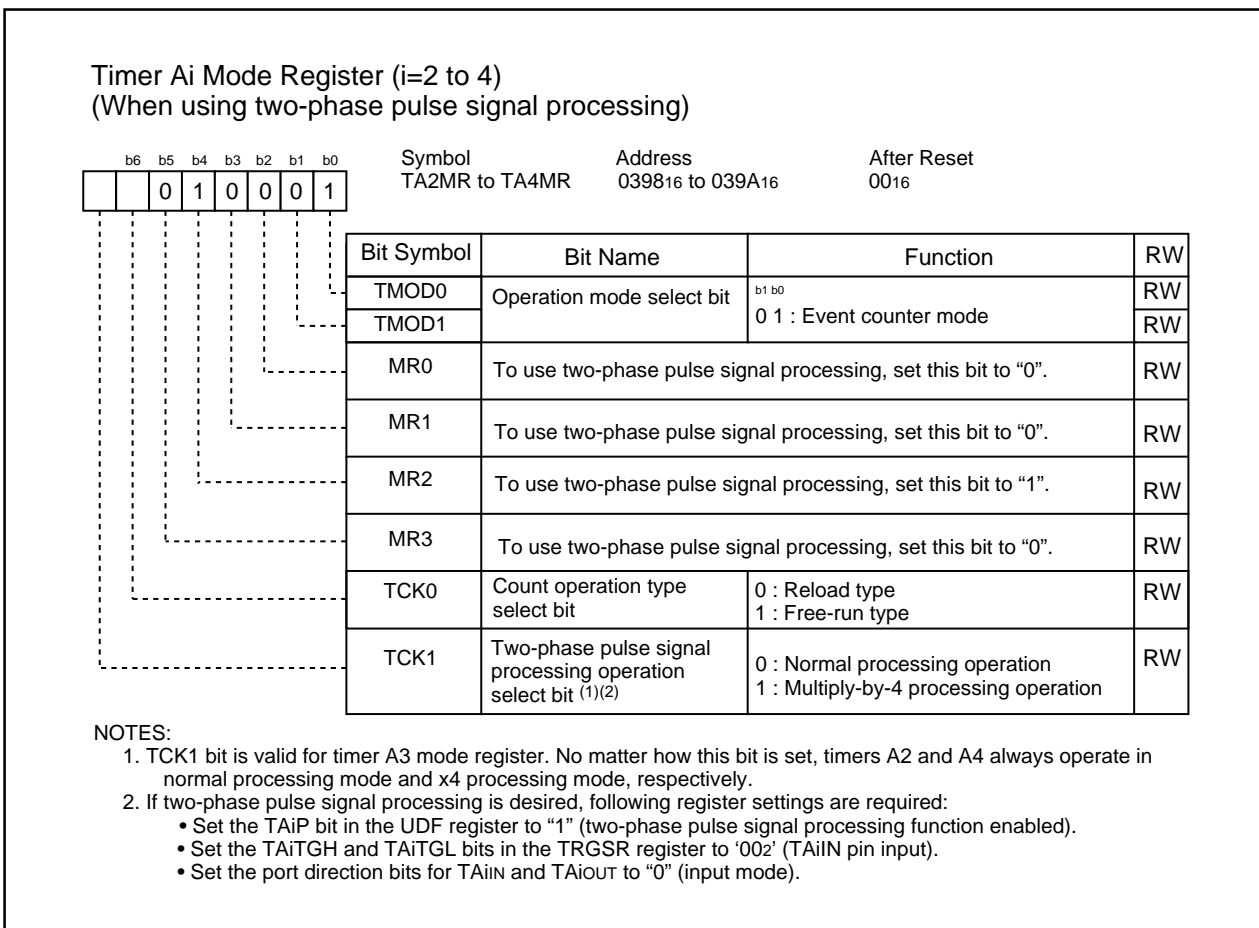 Timer Ai Mode Register (i=2 to 4)
(When using two-phase pulse signal processing)
b6 b5 b4 b3 b2 b1 b0
0 1 0 0 0 1
Symbol Address After Reset
TA2MR to TA4MR 039816 to 039A16 0016
Bit Symbol Bit Name Function RW
TMOD0 Operation mode select bit b1 b0 RW
TMOD1 0 1 : Event counter mode RW
MR0 To use two-phase pulse signal processing, set this bit to “0”. RW
MR1 To use two-phase pulse signal processing, set this bit to “0”. RW
MR2 To use two-phase pulse signal processing, set this bit to “1”. RW
MR3 To use two-phase pulse signal processing, set this bit to “0”. RW
TCK0 Count operation type 0 : Reload type RW
select bit 1 : Free-run type
TCK1 Two-phase pulse signal RW
processing operation 0 : Normal processing operation
select bit (1)(2) 1 : Multiply-by-4 processing operation
NOTES:
1. TCK1 bit is valid for timer A3 mode register. No matter how this bit is set, timers A2 and A4 always operate in
normal processing mode and x4 processing mode, respectively.
2. If two-phase pulse signal processing is desired, following register settings are required:
• Set the TAiP bit in the UDF register to “1” (two-phase pulse signal processing function enabled).
• Set the TAiTGH and TAiTGL bits in the TRGSR register to ‘002’ (TAiIN pin input).
• Set the port direction bits for TAiIN and TAiOUT to “0” (input mode).